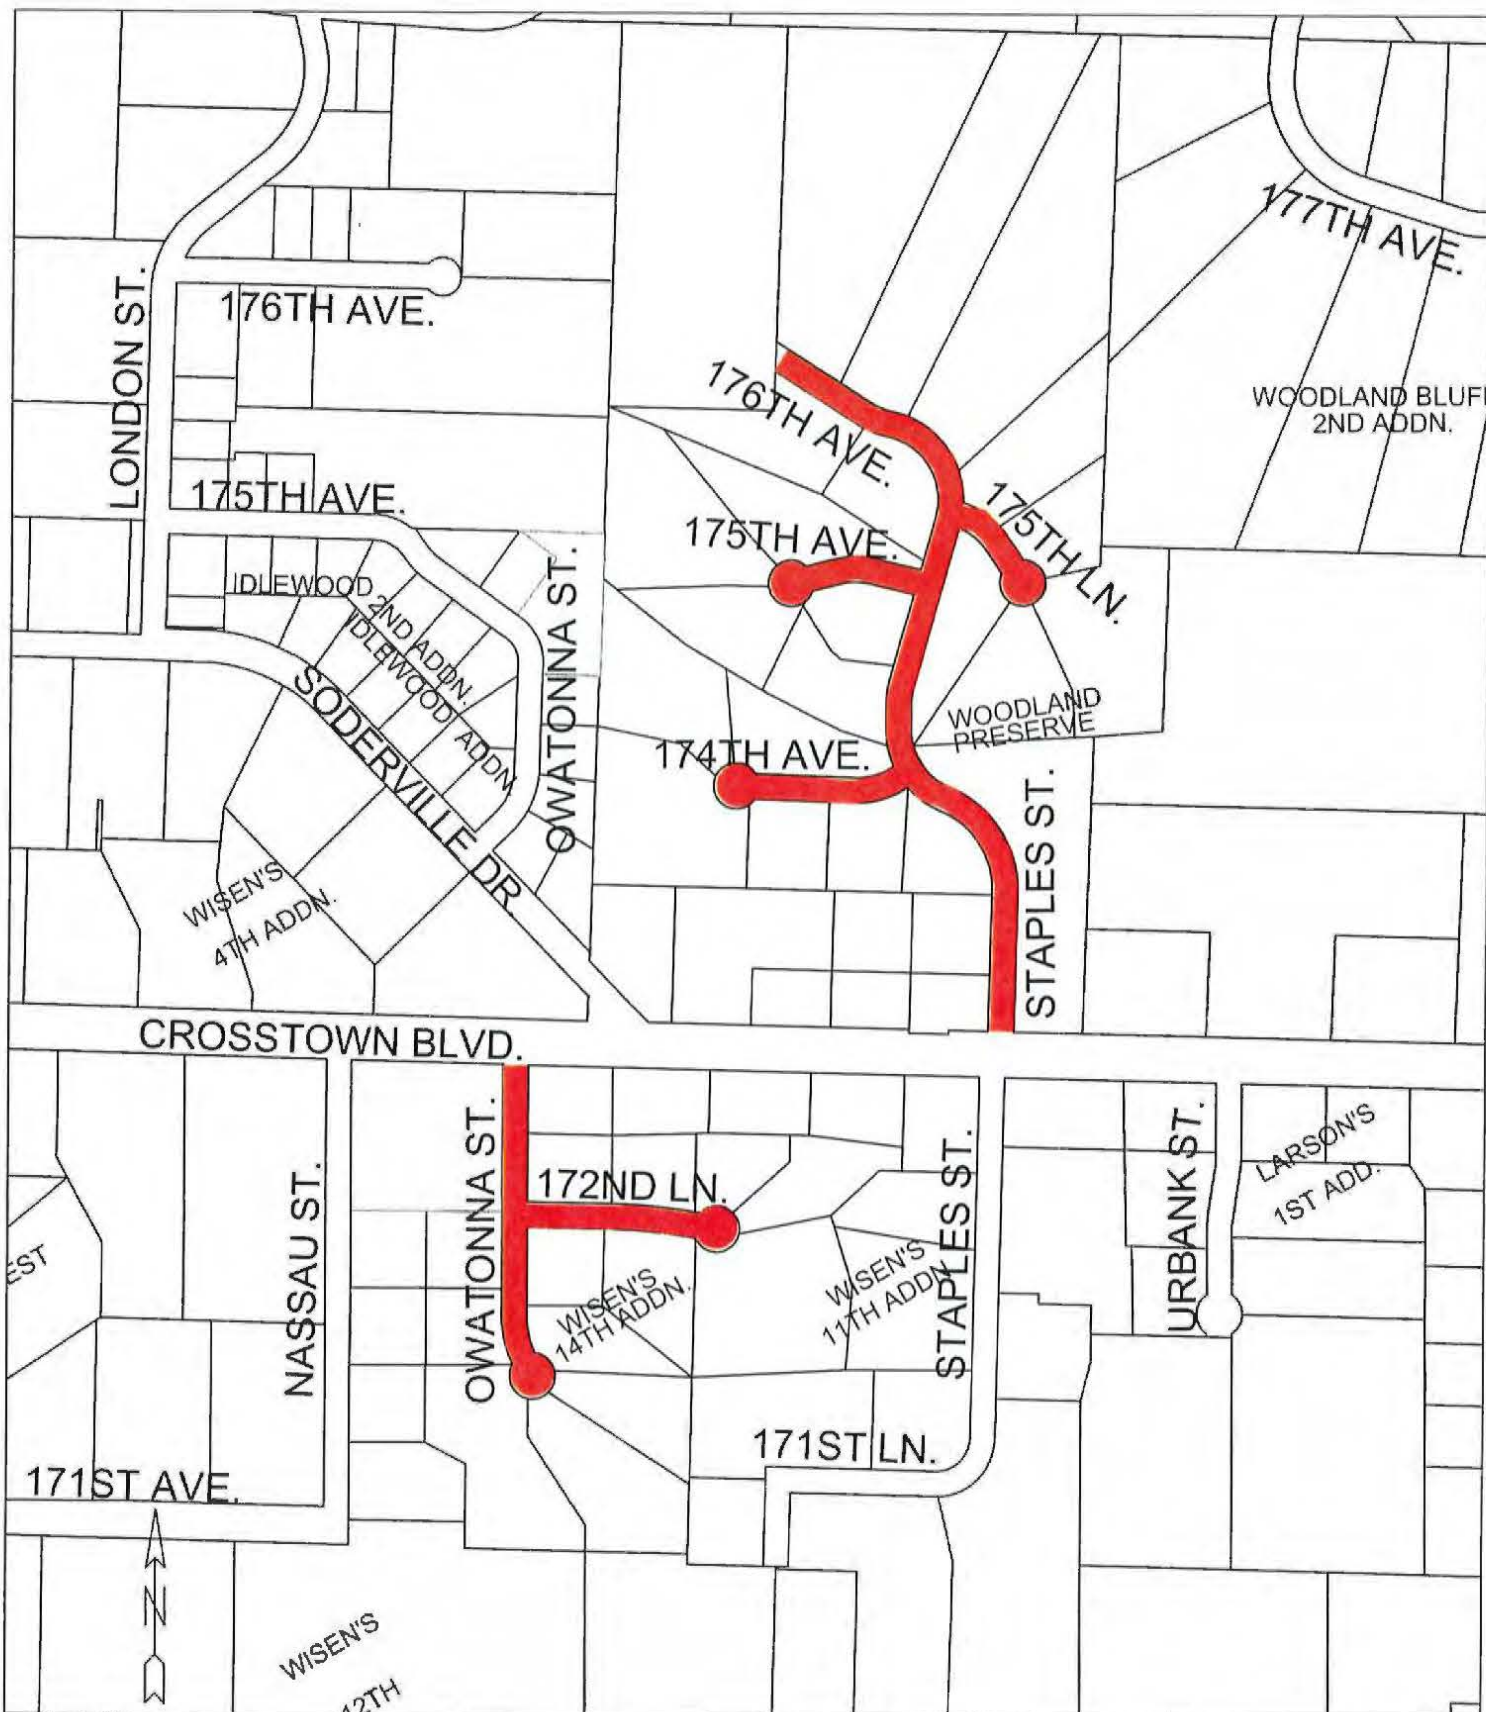 177TH AVE.
LONDON ST.
176TH AVE.
176TH AVE.
WOODLAND BLUF
2ND ADDN.
175TH AVE.
175TH LN.
175TH AVE.
OWATONNA ST.
IDLEWOOD
2ND ADDN.
IDLEWOOD ADDN.
SODERVILLE DR.
WOODLAND
PRESERVE
174TH AVE.
STAPLES ST.
WISEN'S
4TH ADDN.
CROSSTOWN BLVD.
OWATONNA ST.
172ND LN.
STAPLES ST.
URBANK ST.
LARSON'S
1ST ADD.
NASSAU ST.
EST
WISEN'S
14TH ADDN.
WISEN'S
11TH ADDN.
171ST LN.
171ST AVE.
N
WISEN'S
12TH